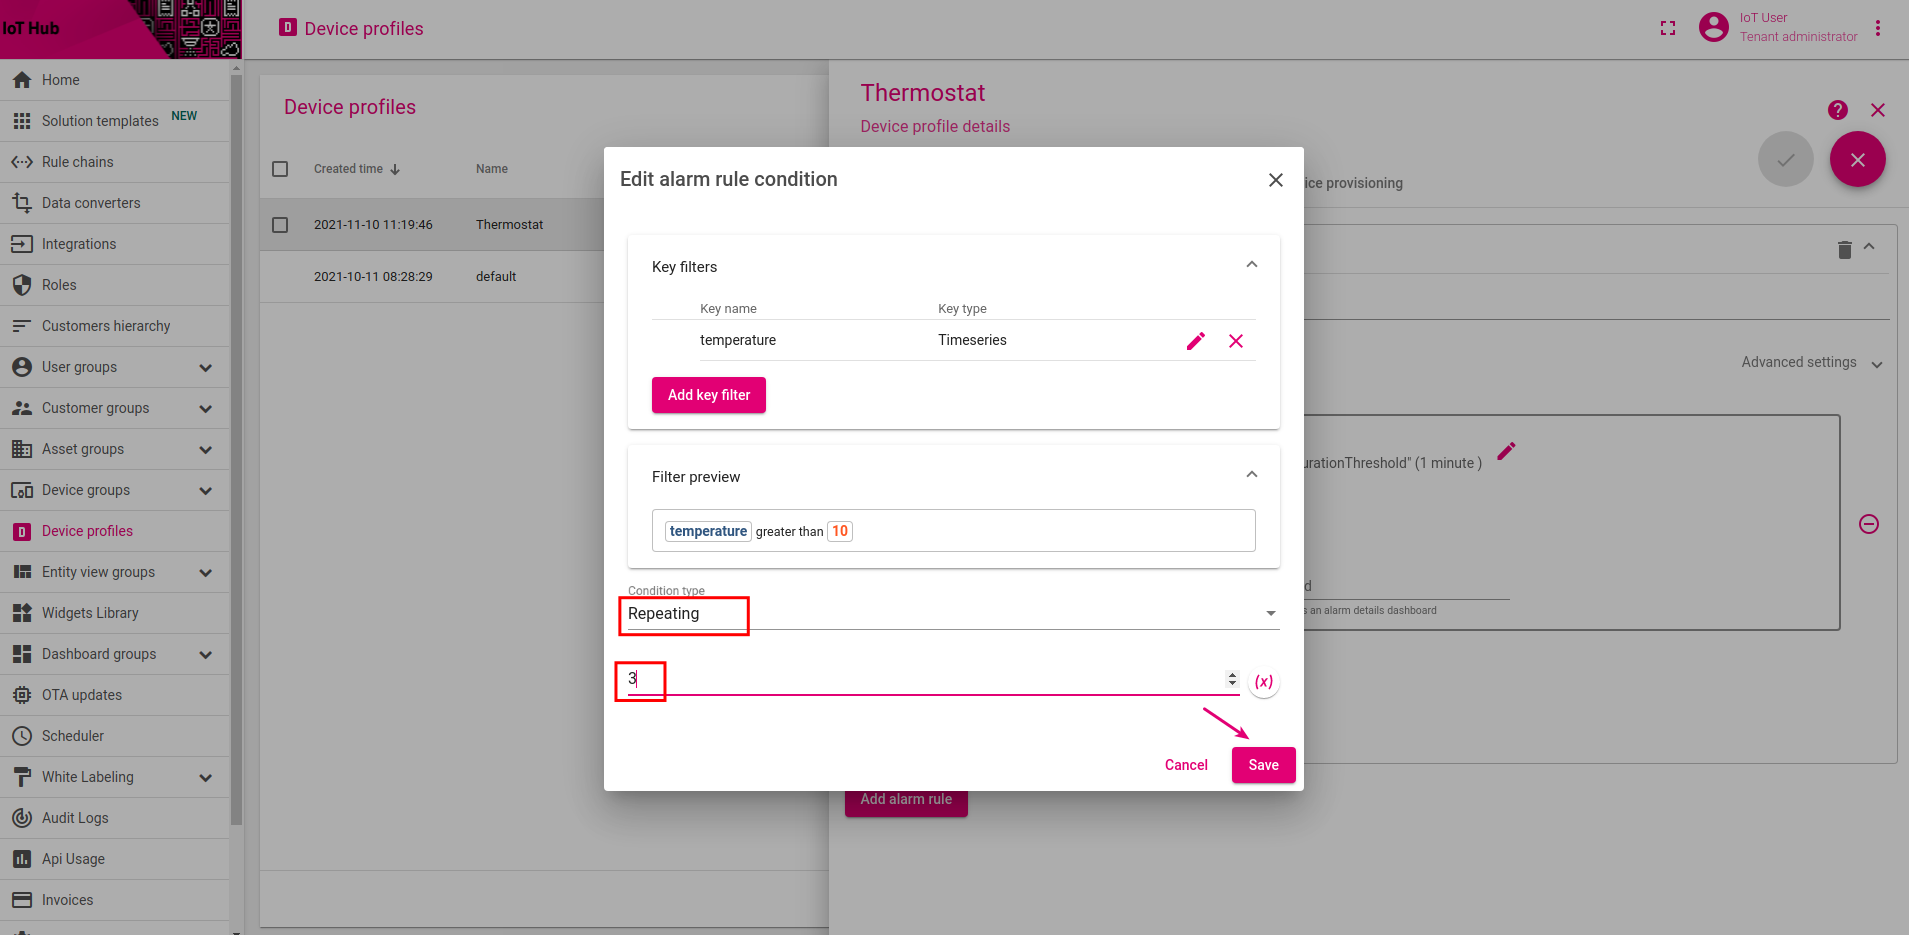 IoT Hub
Device profiles
IoT User
Tenant administrator
Home
Solution templates NEW
Rule chains
Data converters
Integrations
Roles
Customers hierarchy
User groups
Customer groups
Asset groups
Device groups
Device profiles
Entity view groups
Widgets Library
Dashboard groups
OTA updates
Scheduler
White Labeling
Audit Logs
Api Usage
Invoices
Device profiles
Created time Name
2021-11-10 11:19:46 Thermostat
2021-10-11 08:28:29 default
Thermostat
Device profile details
ice provisioning
Advanced settings
urationThreshold" (1 minute )
d
s an alarm details dashboard
Add alarm rule
Edit alarm rule condition
Key filters
Key name Key type
temperature Timeseries
Add key filter
Filter preview
temperature greater than 10
Condition type
Repeating
3
(x)
Cancel Save